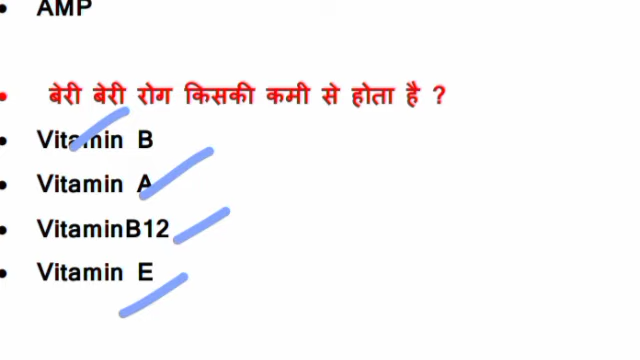 • AMP
• बेरी बेरी रोग किसकी कमी से होता है ?
• Vitamin B
• Vitamin A
• VitaminB12
• Vitamin E